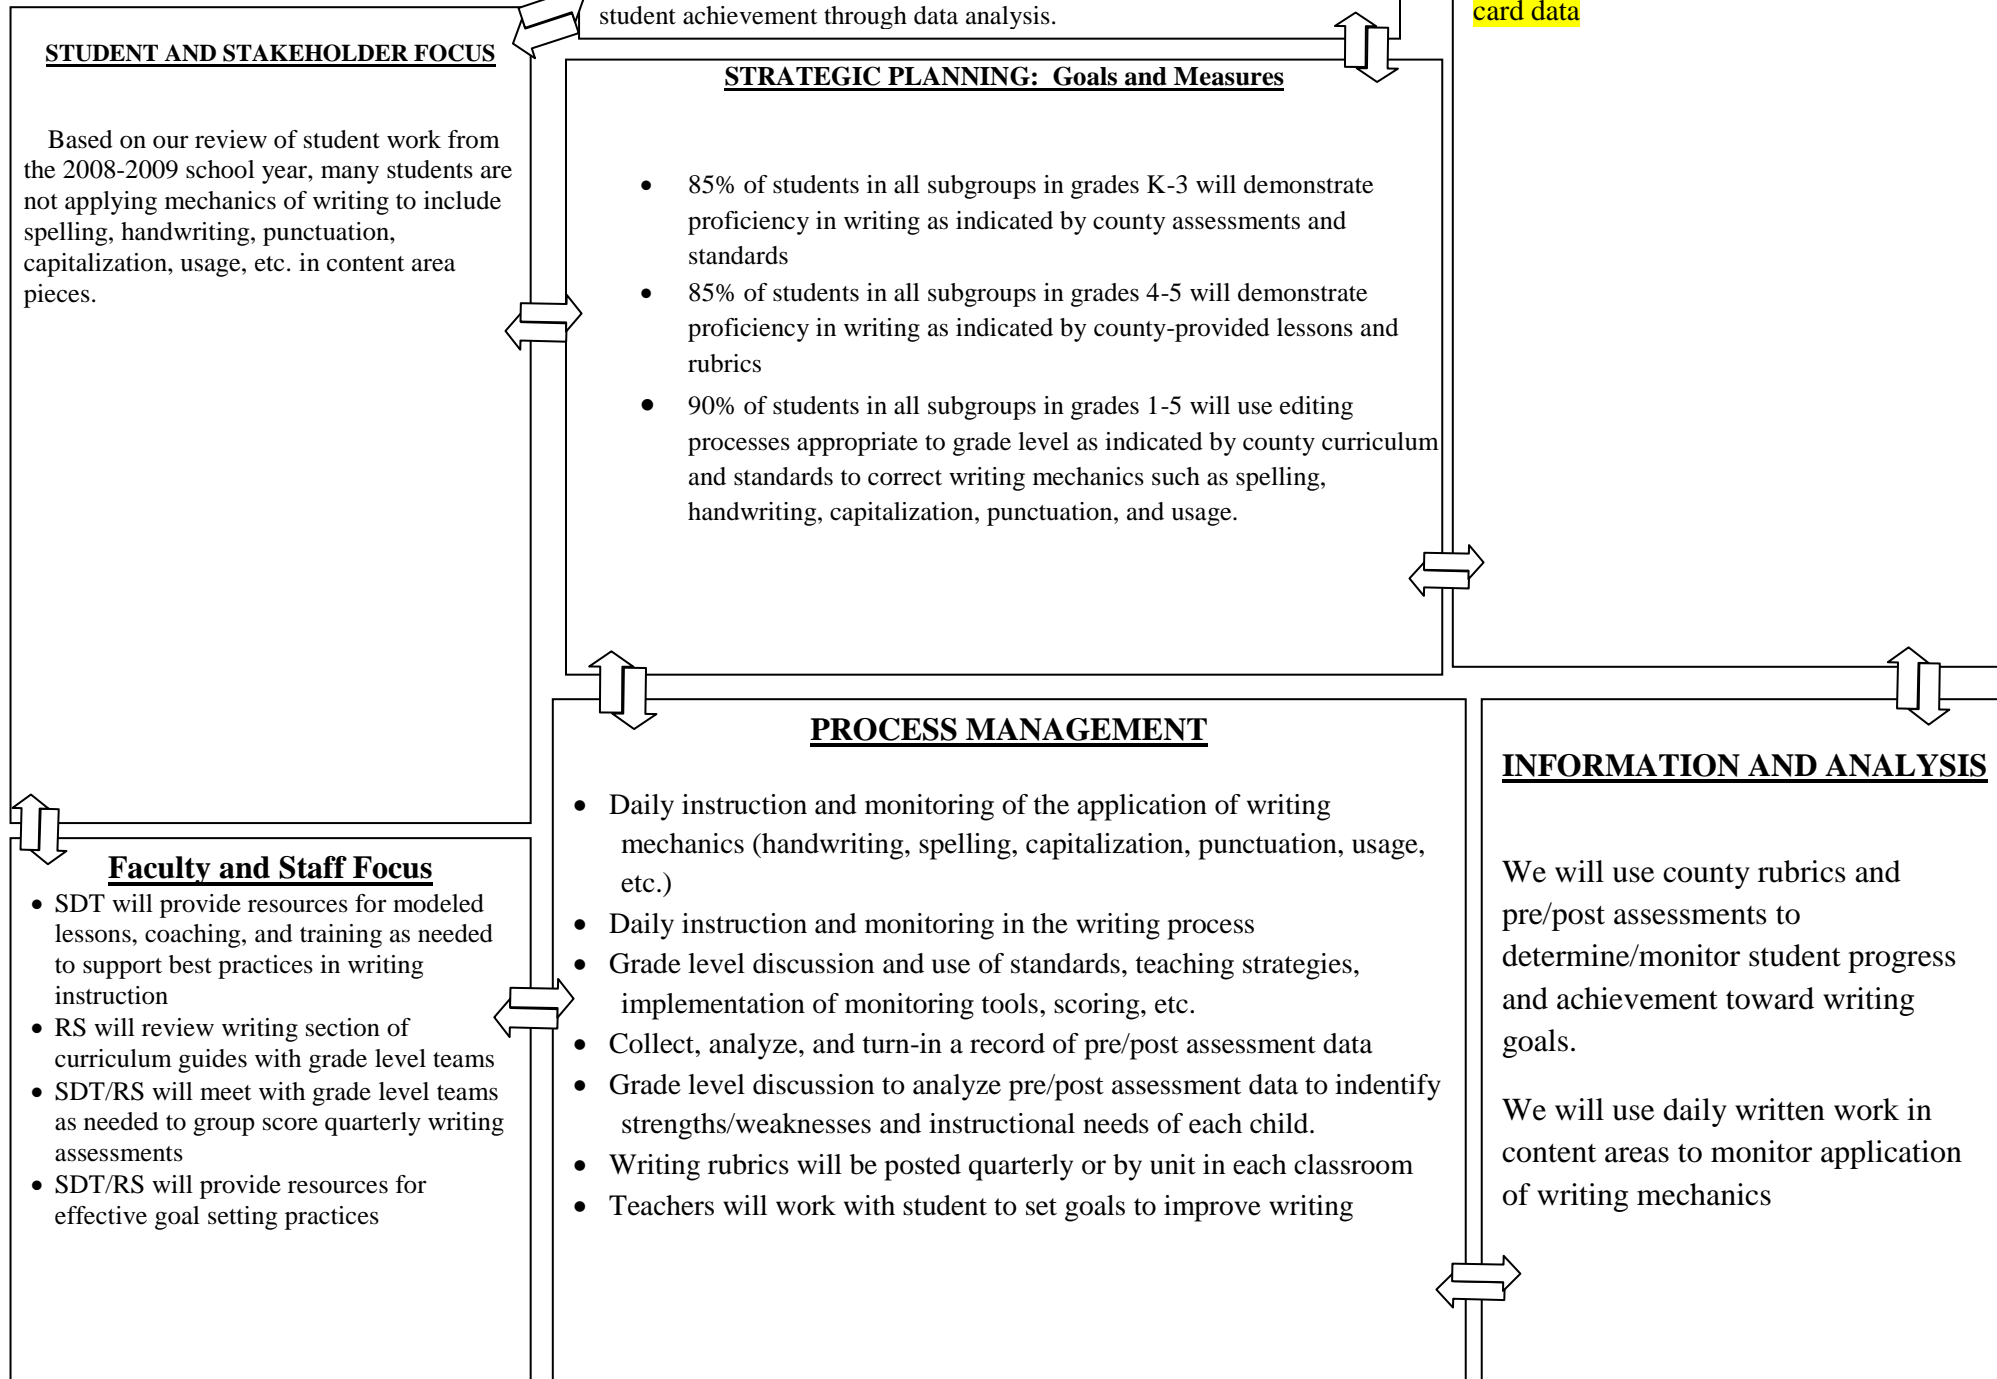 student achievement through data analysis.
card data
STUDENT AND STAKEHOLDER FOCUS
Based on our review of student work from
the 2008-2009 school year, many students are
not applying mechanics of writing to include
spelling, handwriting, punctuation,
capitalization, usage, etc. in content area
pieces.
STRATEGIC PLANNING: Goals and Measures
• 85% of students in all subgroups in grades K-3 will demonstrate
proficiency in writing as indicated by county assessments and
standards
• 85% of students in all subgroups in grades 4-5 will demonstrate
proficiency in writing as indicated by county-provided lessons and
rubrics
• 90% of students in all subgroups in grades 1-5 will use editing
processes appropriate to grade level as indicated by county curriculum
and standards to correct writing mechanics such as spelling,
handwriting, capitalization, punctuation, and usage.
Faculty and Staff Focus
• SDT will provide resources for modeled
lessons, coaching, and training as needed
to support best practices in writing
instruction
• RS will review writing section of
curriculum guides with grade level teams
• SDT/RS will meet with grade level teams
as needed to group score quarterly writing
assessments
• SDT/RS will provide resources for
effective goal setting practices
PROCESS MANAGEMENT
• Daily instruction and monitoring of the application of writing
mechanics (handwriting, spelling, capitalization, punctuation, usage,
etc.)
• Daily instruction and monitoring in the writing process
• Grade level discussion and use of standards, teaching strategies,
implementation of monitoring tools, scoring, etc.
• Collect, analyze, and turn-in a record of pre/post assessment data
• Grade level discussion to analyze pre/post assessment data to indentify
strengths/weaknesses and instructional needs of each child.
• Writing rubrics will be posted quarterly or by unit in each classroom
• Teachers will work with student to set goals to improve writing
INFORMATION AND ANALYSIS
We will use county rubrics and
pre/post assessments to
determine/monitor student progress
and achievement toward writing
goals.
We will use daily written work in
content areas to monitor application
of writing mechanics